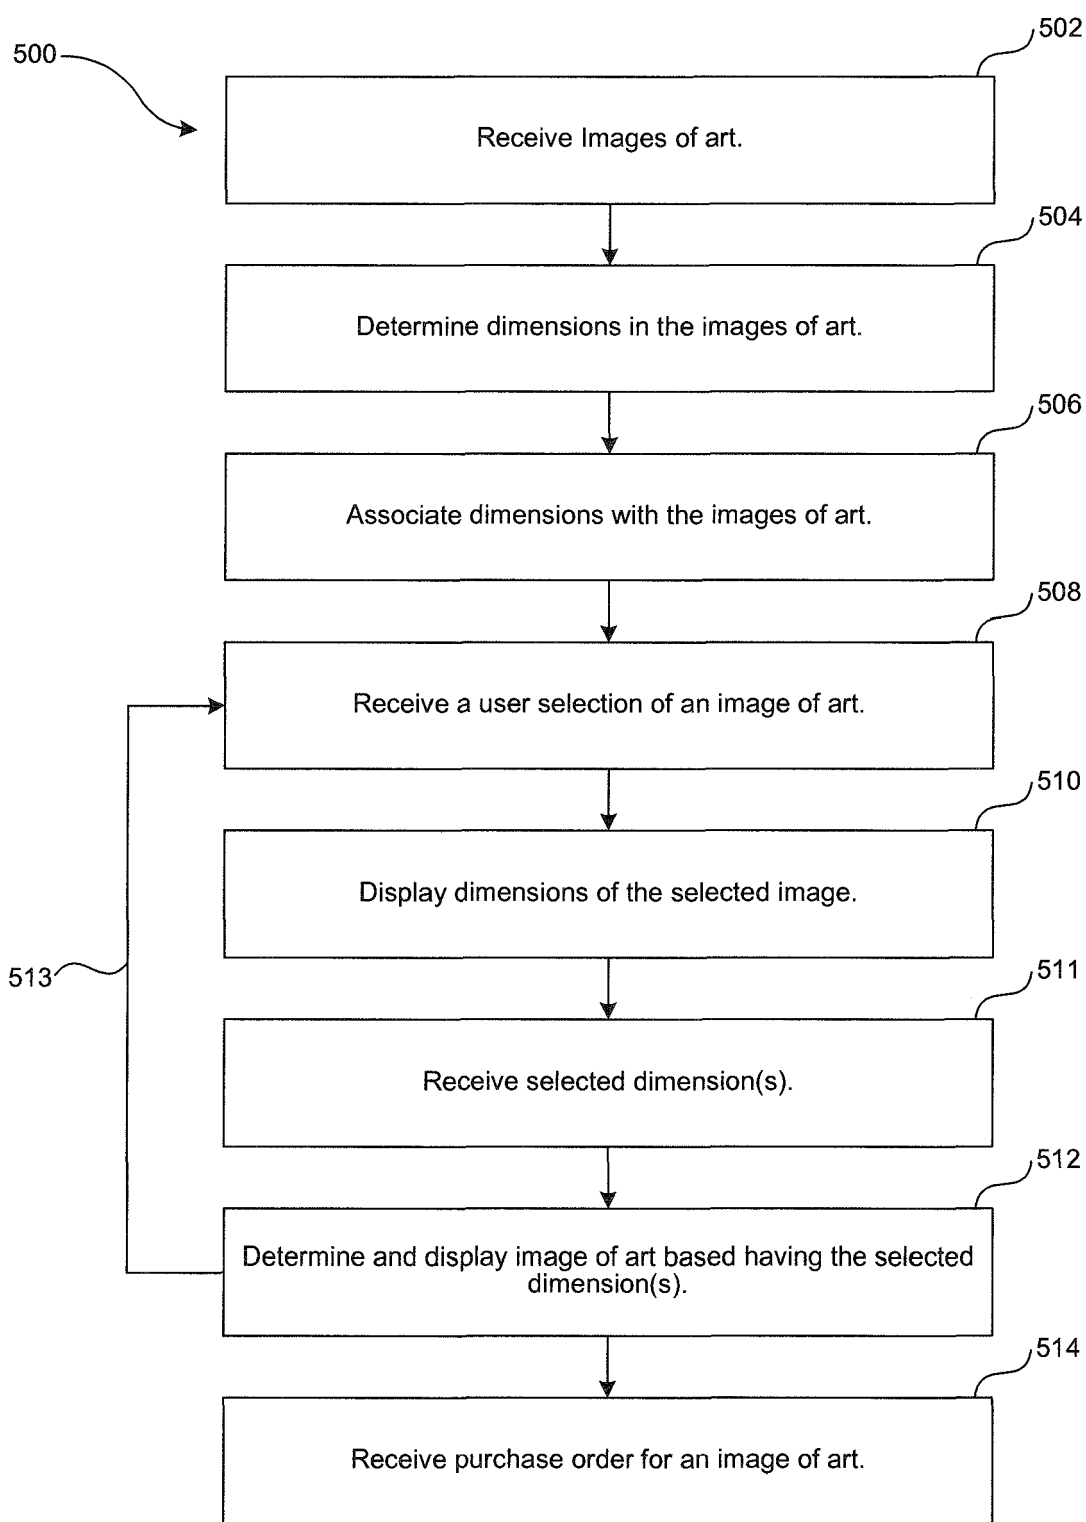 502
500
Receive Images of art.
504
Determine dimensions in the images of art.
506
Associate dimensions with the images of art.
508
Receive a user selection of an image of art.
510
Display dimensions of the selected image.
513
511
Receive selected dimension(s).
512
Determine and display image of art based having the selected
dimension(s).
514
Receive purchase order for an image of art.